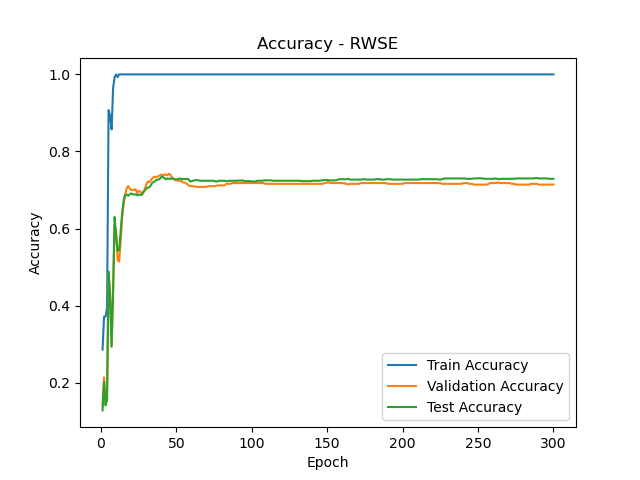 Accuracy - RWSE
Accuracy
1.0
0.8
0.6
0.4
0.2
Train Accuracy
Validation Accuracy
Test Accuracy
0 50 100 150 200 250 300
Epoch